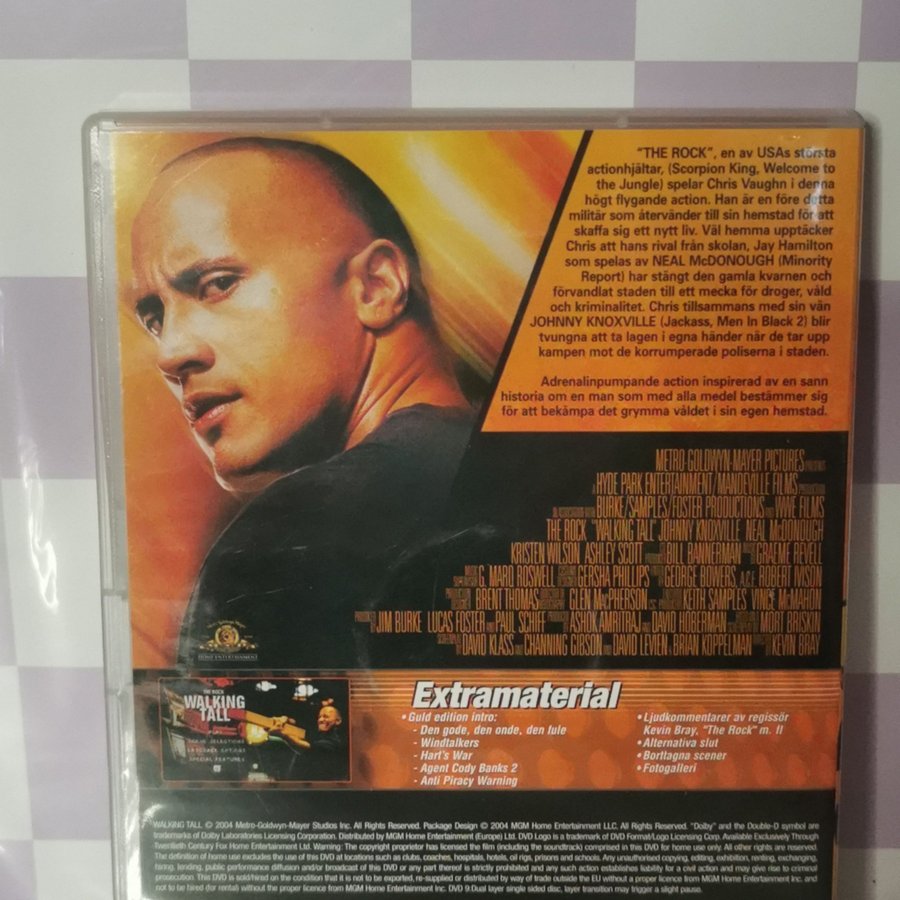 "THE ROCK", en av USAs största
actionhjältar, (Scorpion King, Welcome to
the Jungle) spelar Chris Vaughn i denna
högt flygande action. Han är en före detta
militär som återvänder till sin hemstad för att
skaffa sig ett nytt liv. Väl hemma upptäcker
Chris att hans rival från skolan, Jay Hamilton
som spelas av NEAL McDONOUGH (Minority
Report) har stängt den gamla kvarnen och
förvandlat staden till ett mecka för droger, våld
och kriminalitet. Chris tillsammans med sin vän
JOHNNY KNOXVILLE (Jackass, Men In Black 2) blir
tvungna att ta lagen i egna händer när de tar upp
kampen mot de korrumperade poliserna i staden.
Adrenalinpumpande action inspirerad av en sann
historia om en man som med alla medel bestämmer sig
för att bekämpa det grymma våldet i sin egen hemstad.
METRO-GOLDWYN-MAYER PICTURES
HYDE PARK ENTERTAINMENT/MANDEVILLE FILMS
BURKE/SAMPLES/FOSTER PRODUCTIONS WWE FILMS
THE ROCK "WALKING TALL" JOHNNY KNOXVILLE NEAL McDONOUGH
KRISTEN WILSON ASHLEY SCOTT BILL BANNERMAN GRAEME REVELL
G. MARQ ROSWELL GERSHA PHILLIPS GEORGE BOWERS, A.C.E. ROBERT IVISON
BRENT THOMAS GLEN MacPHERSON KEITH SAMPLES VINCE McMAHON
JIM BURKE LUCAS FOSTER PAUL SCHIFF ASHOK AMRITRAJ AND DAVID HOBERMAN MORT BRISKIN
DAVID KLASS AND CHANNING GIBSON AND DAVID LEVIEN & BRIAN KOPPELMAN KEVIN BRAY
HOME ENTERTAINMENT
THE ROCK
WALKING
TALL
SCENE SELECTIONS
LANGUAGE OPTIONS
SPECIAL FEATURES
Extramaterial
• Guld edition intro:
- Den gode, den onde, den fule
- Windtalkers
- Hart's War
- Agent Cody Banks 2
- Anti Piracy Warning
• Ljudkommentarer av regissör
Kevin Bray, "The Rock" m. fl
• Alternativa slut
• Borttagna scener
• Fotogalleri
WALKING TALL © 2004 Metro-Goldwyn-Mayer Studios Inc. All Rights Reserved. Package Design © 2004 MGM Home Entertainment LLC. All Rights Reserved. "Dolby" and the Double-D symbol are
trademarks of Dolby Laboratories Licensing Corporation. Distributed by MGM Home Entertainment (Europe) Ltd. DVD Logo is a trademark of DVD Format/Logo Licensing Corp. Available Exclusively Through
Twentieth Century Fox Home Entertainment Ltd. Warning: The copyright proprietor has licensed the film (including the soundtrack) comprised in this DVD for home use only. All other rights are reserved.
The definition of home use excludes the use of this DVD at locations such as clubs, coaches, hospitals, hotels, oil rigs, prisons and schools. Any unauthorised copying, editing, exhibition, renting, exchanging,
hiring, lending, public performance diffusion and/or broadcast of this DVD or any part thereof is strictly prohibited and any such action establishes liability for a civil action and may give rise to criminal
prosecution. This DVD is sold/hired on the condition that it is not to be exported, re-supplied or distributed by way of trade outside the EU without a proper licence from MGM Home Entertainment Inc. and
not to be hired (for rental) without the proper licence from MGM Home Entertainment Inc. DVD 9:Dual layer single sided disc, layer transition may trigger a slight pause.